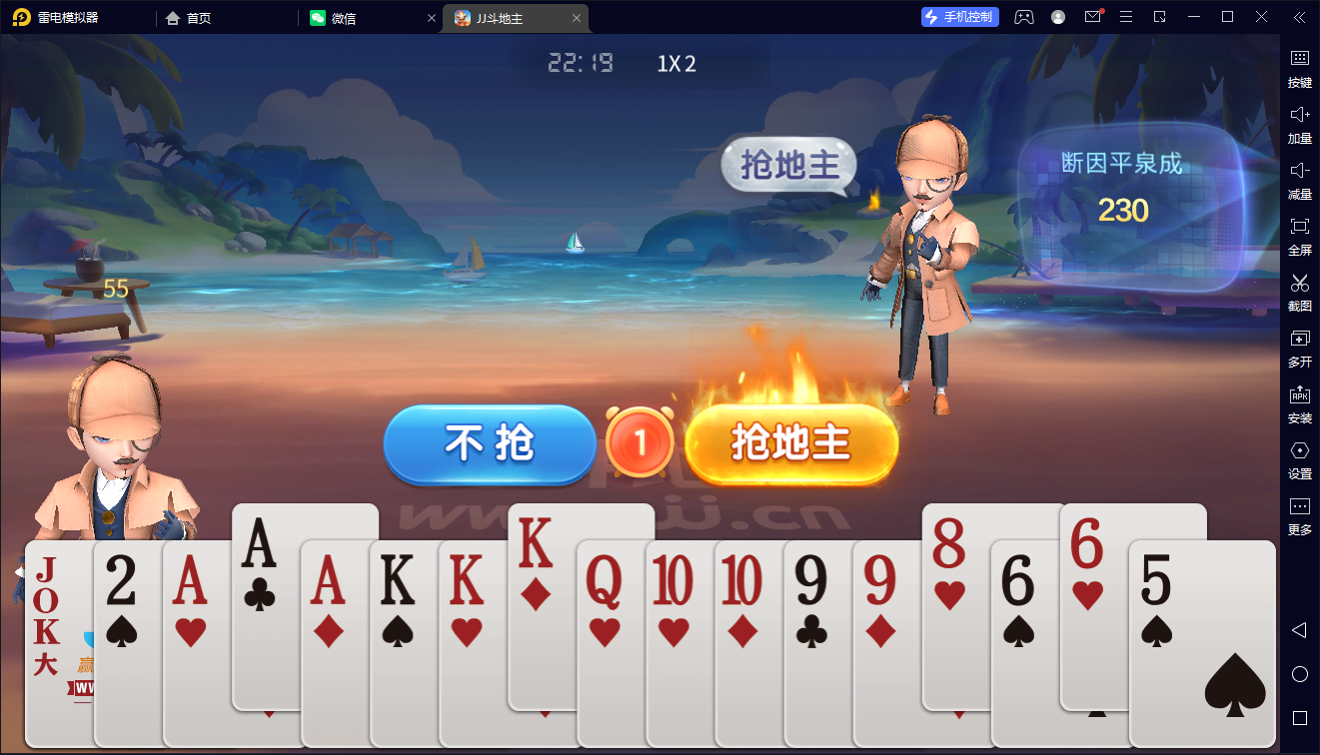 雷电模拟器
首页
微信
JJ斗地主
手机控制
22:19
1X2
抢地主
断因平泉成
230
55
不抢
1
抢地主
JOK大
2
A
A
A
K
K
K
Q
10
10
9
9
8
6
6
5
按键
加量
减量
全屏
截图
多开
APK
安装
设置
更多